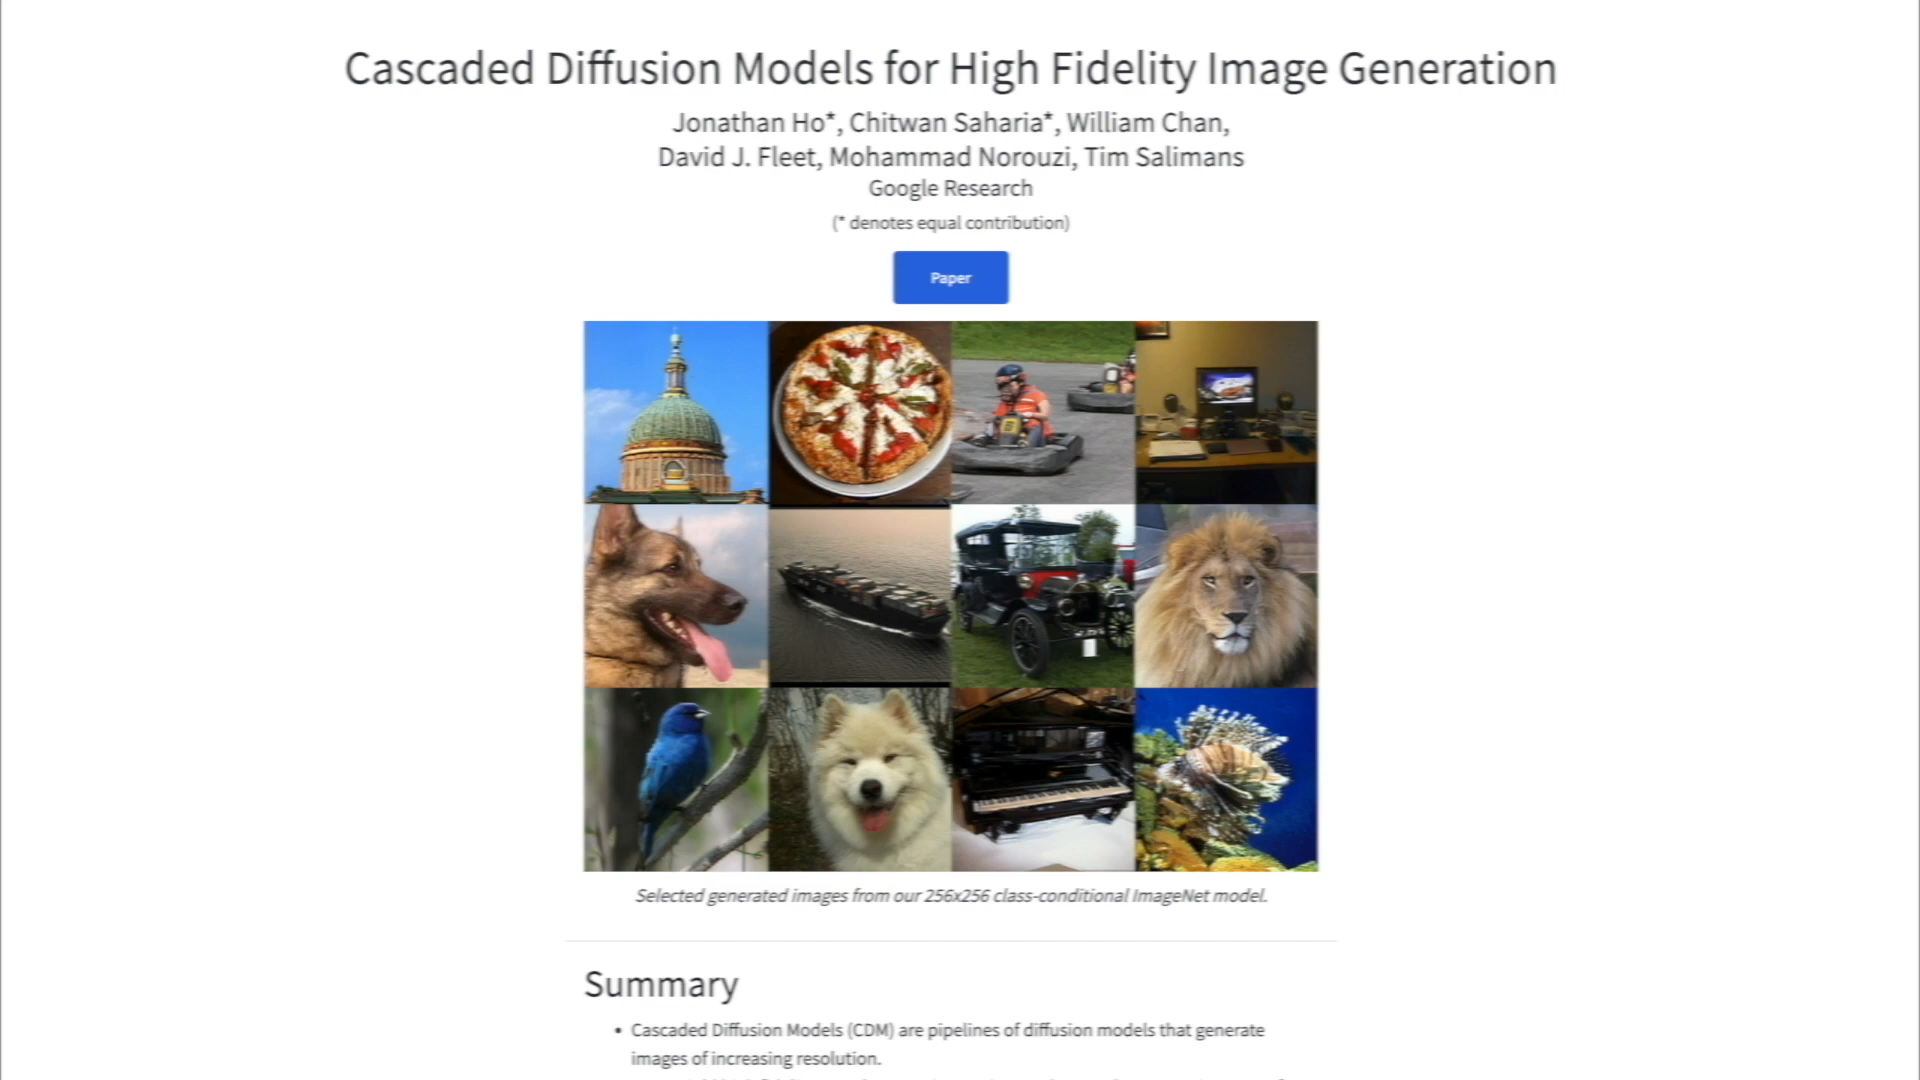 Cascaded Diffusion Models for High Fidelity Image Generation
Jonathan Ho*, Chitwan Saharia*, William Chan,
David J. Fleet, Mohammad Norouzi, Tim Salimans
Google Research
(* denotes equal contribution)
Paper
Selected generated images from our 256x256 class-conditional ImageNet model.
Summary
• Cascaded Diffusion Models (CDM) are pipelines of diffusion models that generate
images of increasing resolution.